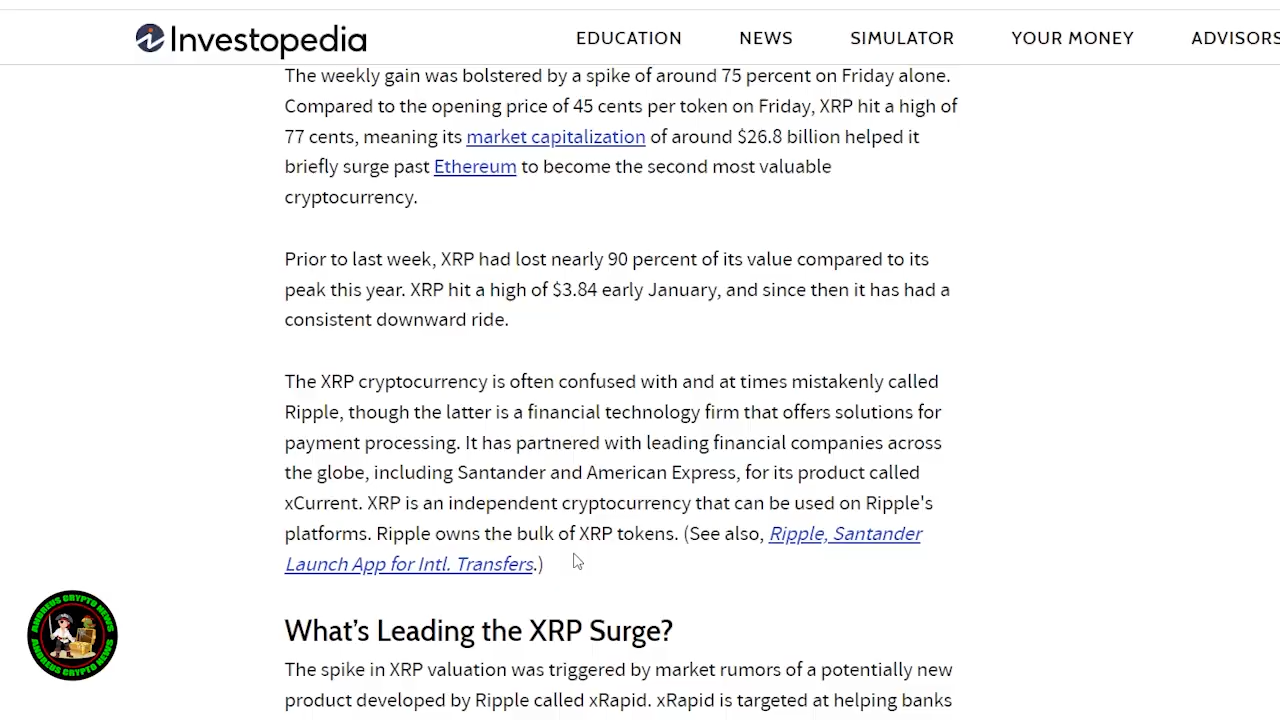 Investopedia
EDUCATION NEWS SIMULATOR YOUR MONEY ADVISORS
The weekly gain was bolstered by a spike of around 75 percent on Friday alone.
Compared to the opening price of 45 cents per token on Friday, XRP hit a high of
77 cents, meaning its market capitalization of around $26.8 billion helped it
briefly surge past Ethereum to become the second most valuable
cryptocurrency.
Prior to last week, XRP had lost nearly 90 percent of its value compared to its
peak this year. XRP hit a high of $3.84 early January, and since then it has had a
consistent downward ride.
The XRP cryptocurrency is often confused with and at times mistakenly called
Ripple, though the latter is a financial technology firm that offers solutions for
payment processing. It has partnered with leading financial companies across
the globe, including Santander and American Express, for its product called
xCurrent. XRP is an independent cryptocurrency that can be used on Ripple's
platforms. Ripple owns the bulk of XRP tokens. (See also, Ripple, Santander
Launch App for Intl. Transfers.)
What's Leading the XRP Surge?
The spike in XRP valuation was triggered by market rumors of a potentially new
product developed by Ripple called xRapid. xRapid is targeted at helping banks
ANDREUS CRYPTO NEWS
ANDREUS CRYPTO NEWS